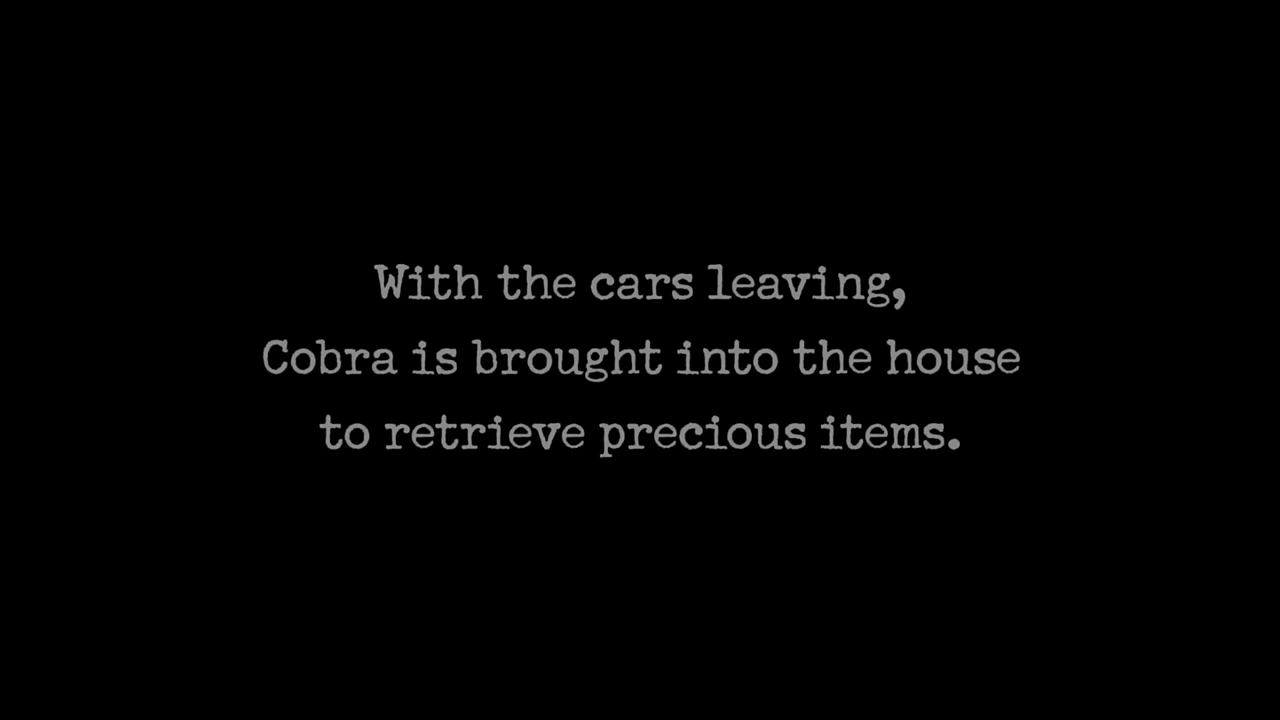 With the cars leaving,
Cobra is brought into the house
to retrieve precious items.